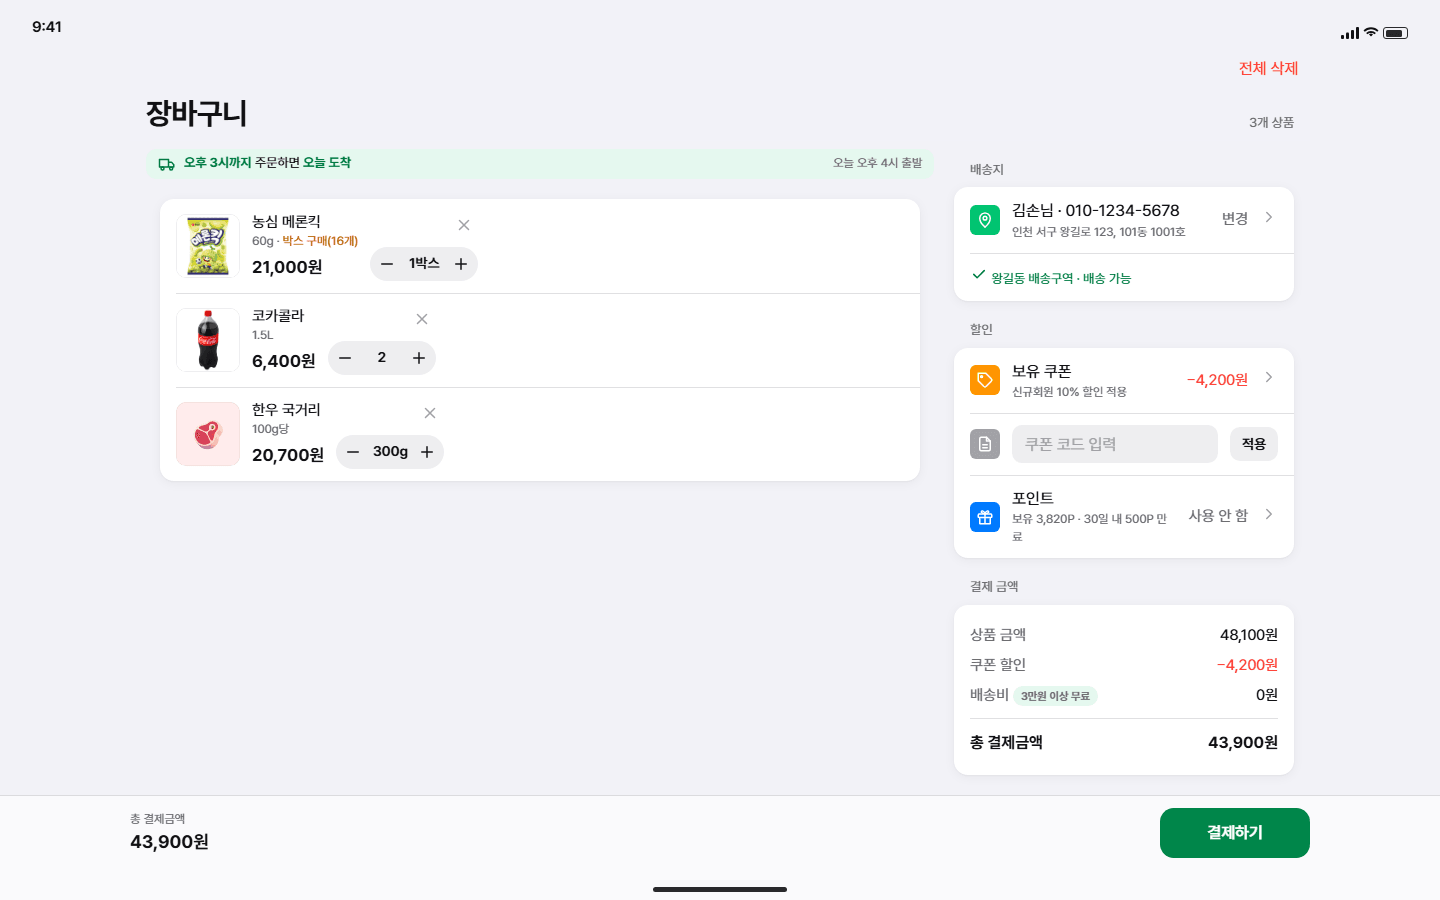 9:41
전체 삭제
장바구니
3개 상품
오후 3시까지 주문하면 오늘 도착
오늘 오후 4시 출발
농심 메론킥
60g · 박스 구매(16개)
21,000원
1박스
메론킥
코카콜라
1.5L
6,400원
2
Coca-Cola
한우 국거리
100g당
20,700원
300g
배송지
김손님 · 010-1234-5678
인천 서구 왕길로 123, 101동 1001호
변경
왕길동 배송구역 · 배송 가능
할인
보유 쿠폰
신규회원 10% 할인 적용
−4,200원
쿠폰 코드 입력
적용
포인트
보유 3,820P · 30일 내 500P 만
료
사용 안 함
결제 금액
상품 금액
48,100원
쿠폰 할인
−4,200원
배송비 3만원 이상 무료
0원
총 결제금액
43,900원
총 결제금액
43,900원
결제하기